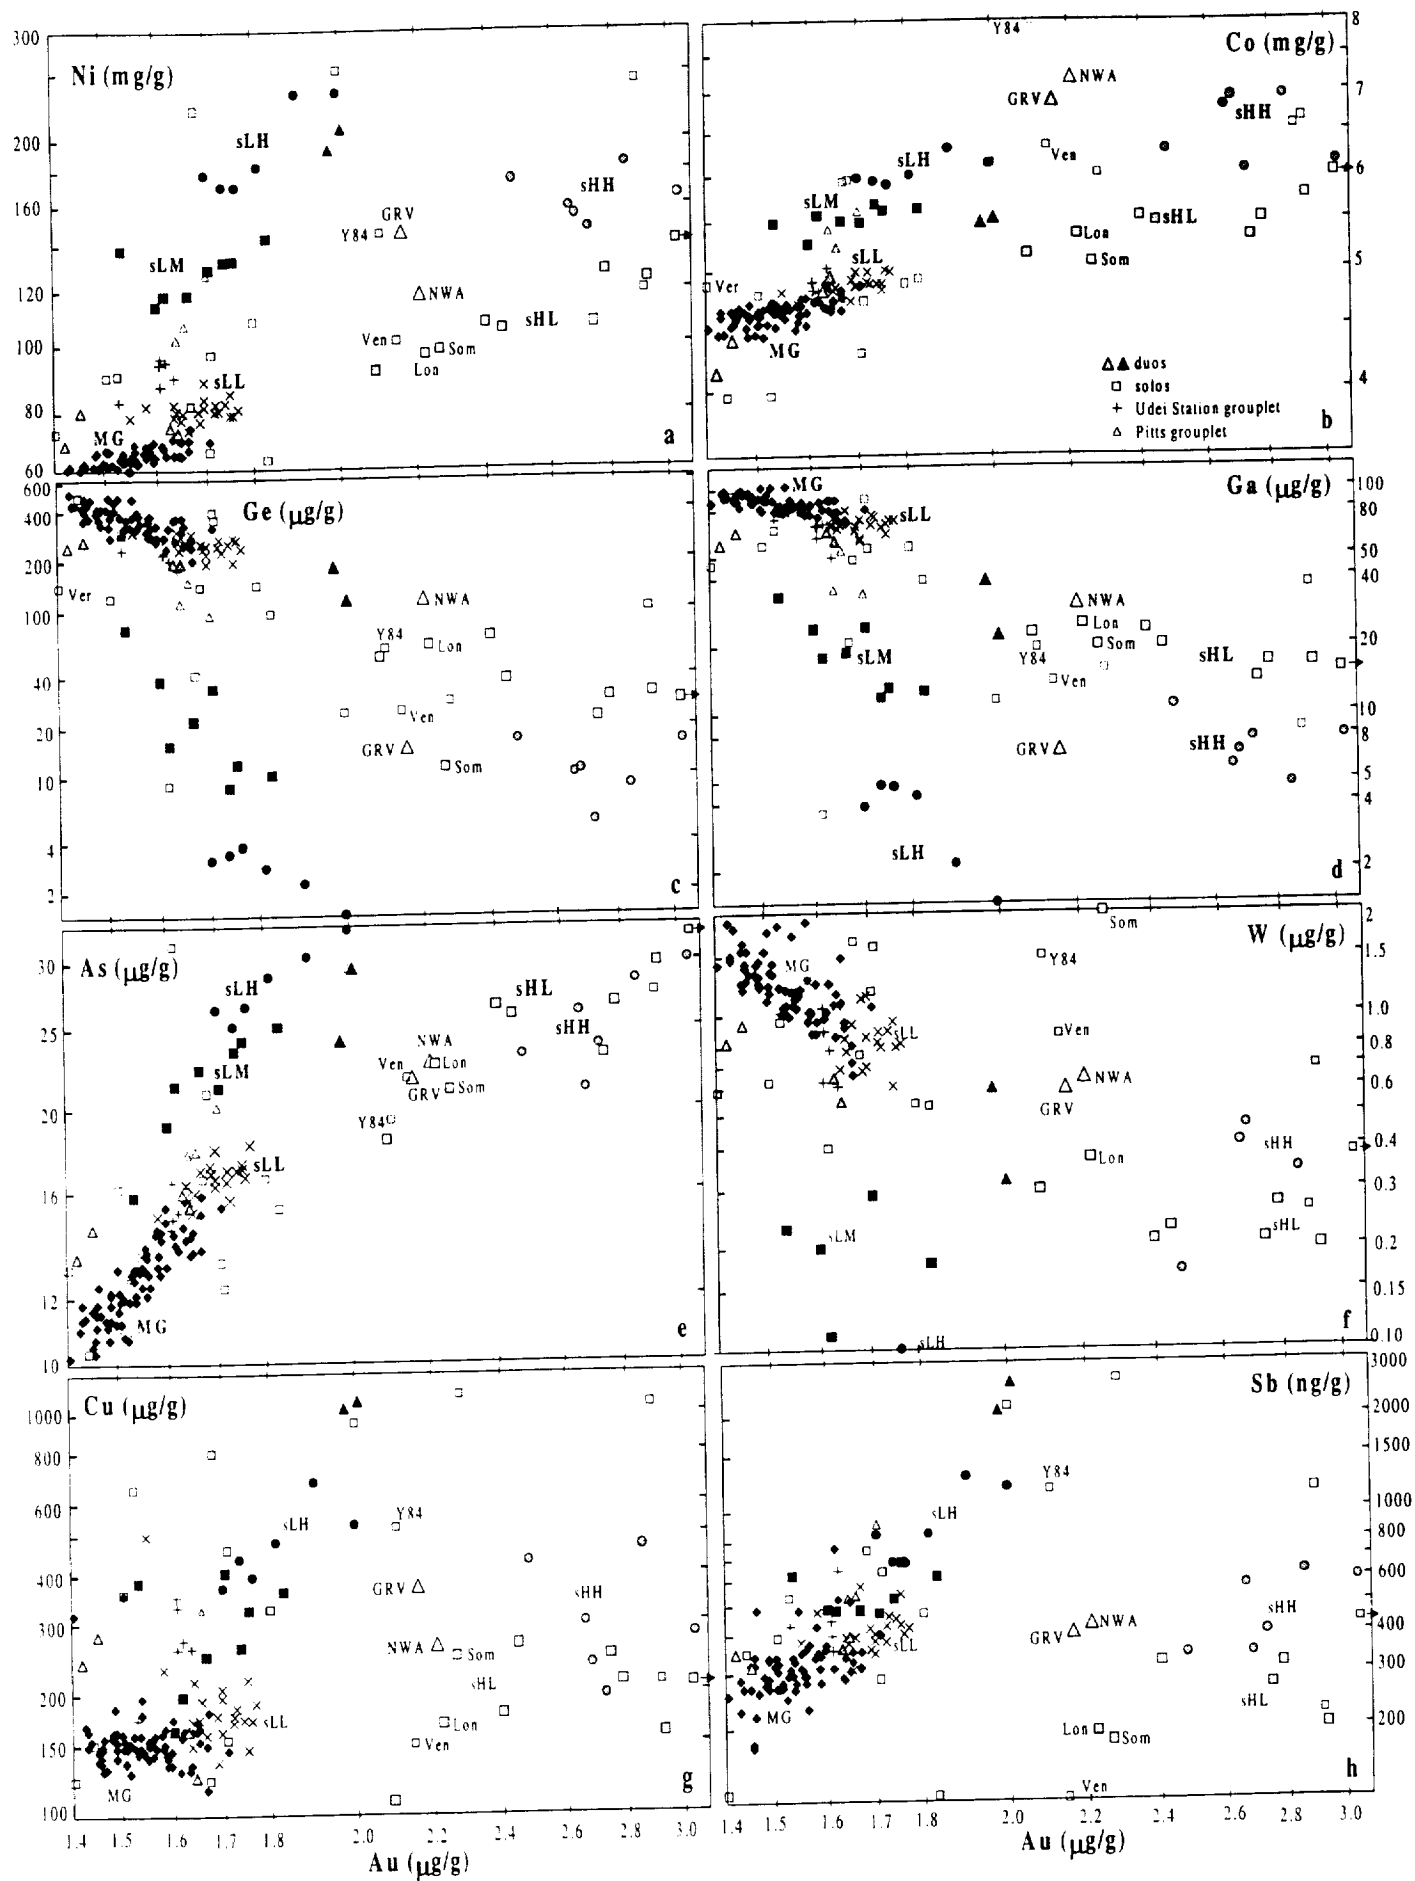 300
200
160
120
100
80
60
Ni (mg/g)
sLH
sLM
sLL
MG
Y84
GRV
NWA
Ven
Lon
Som
sHH
sHL
a
Y84
Co (mg/g)
8
7
6
5
4
NWA
GRV
Ven
sLH
sLM
sLL
Ver
MG
Lon
Som
sHL
sHH
duos
solos
Udei Station grouplet
Pitts grouplet
b
600
400
200
100
40
20
10
4
2
Ge (µg/g)
Ver
NWA
Y84
Lon
Ven
GRV
Som
c
MG
Ga (µg/g)
100
80
50
40
20
10
8
5
4
2
sLL
sLM
NWA
Lon
Som
Y84
Ven
GRV
sHL
sHH
sLH
d
30
25
20
16
12
10
As (µg/g)
sLH
sLM
sLL
MG
NWA
Ven
Lon
GRV
Som
Y84
sHL
sHH
e
Som
W (µg/g)
2
1.5
1.0
0.8
0.6
0.4
0.3
0.2
0.15
0.10
MG
sLL
Y84
Ven
NWA
GRV
Lon
sHH
sHL
sLM
sLH
f
1000
800
600
400
300
200
150
100
Cu (µg/g)
sLH
Y84
GRV
NWA
Som
sHL
sHH
Lon
Ven
sLL
MG
g
1.4
1.5
1.6
1.7
1.8
2.0
2.2
2.4
2.6
2.8
3.0
Au (µg/g)
Sb (ng/g)
3000
2000
1500
1000
800
600
400
300
200
Y84
sLH
GRV
NWA
sLL
MG
sHH
sHL
Lon
Som
Ven
h
1.4
1.5
1.6
1.7
1.8
2.0
2.2
2.4
2.6
2.8
3.0
Au (µg/g)